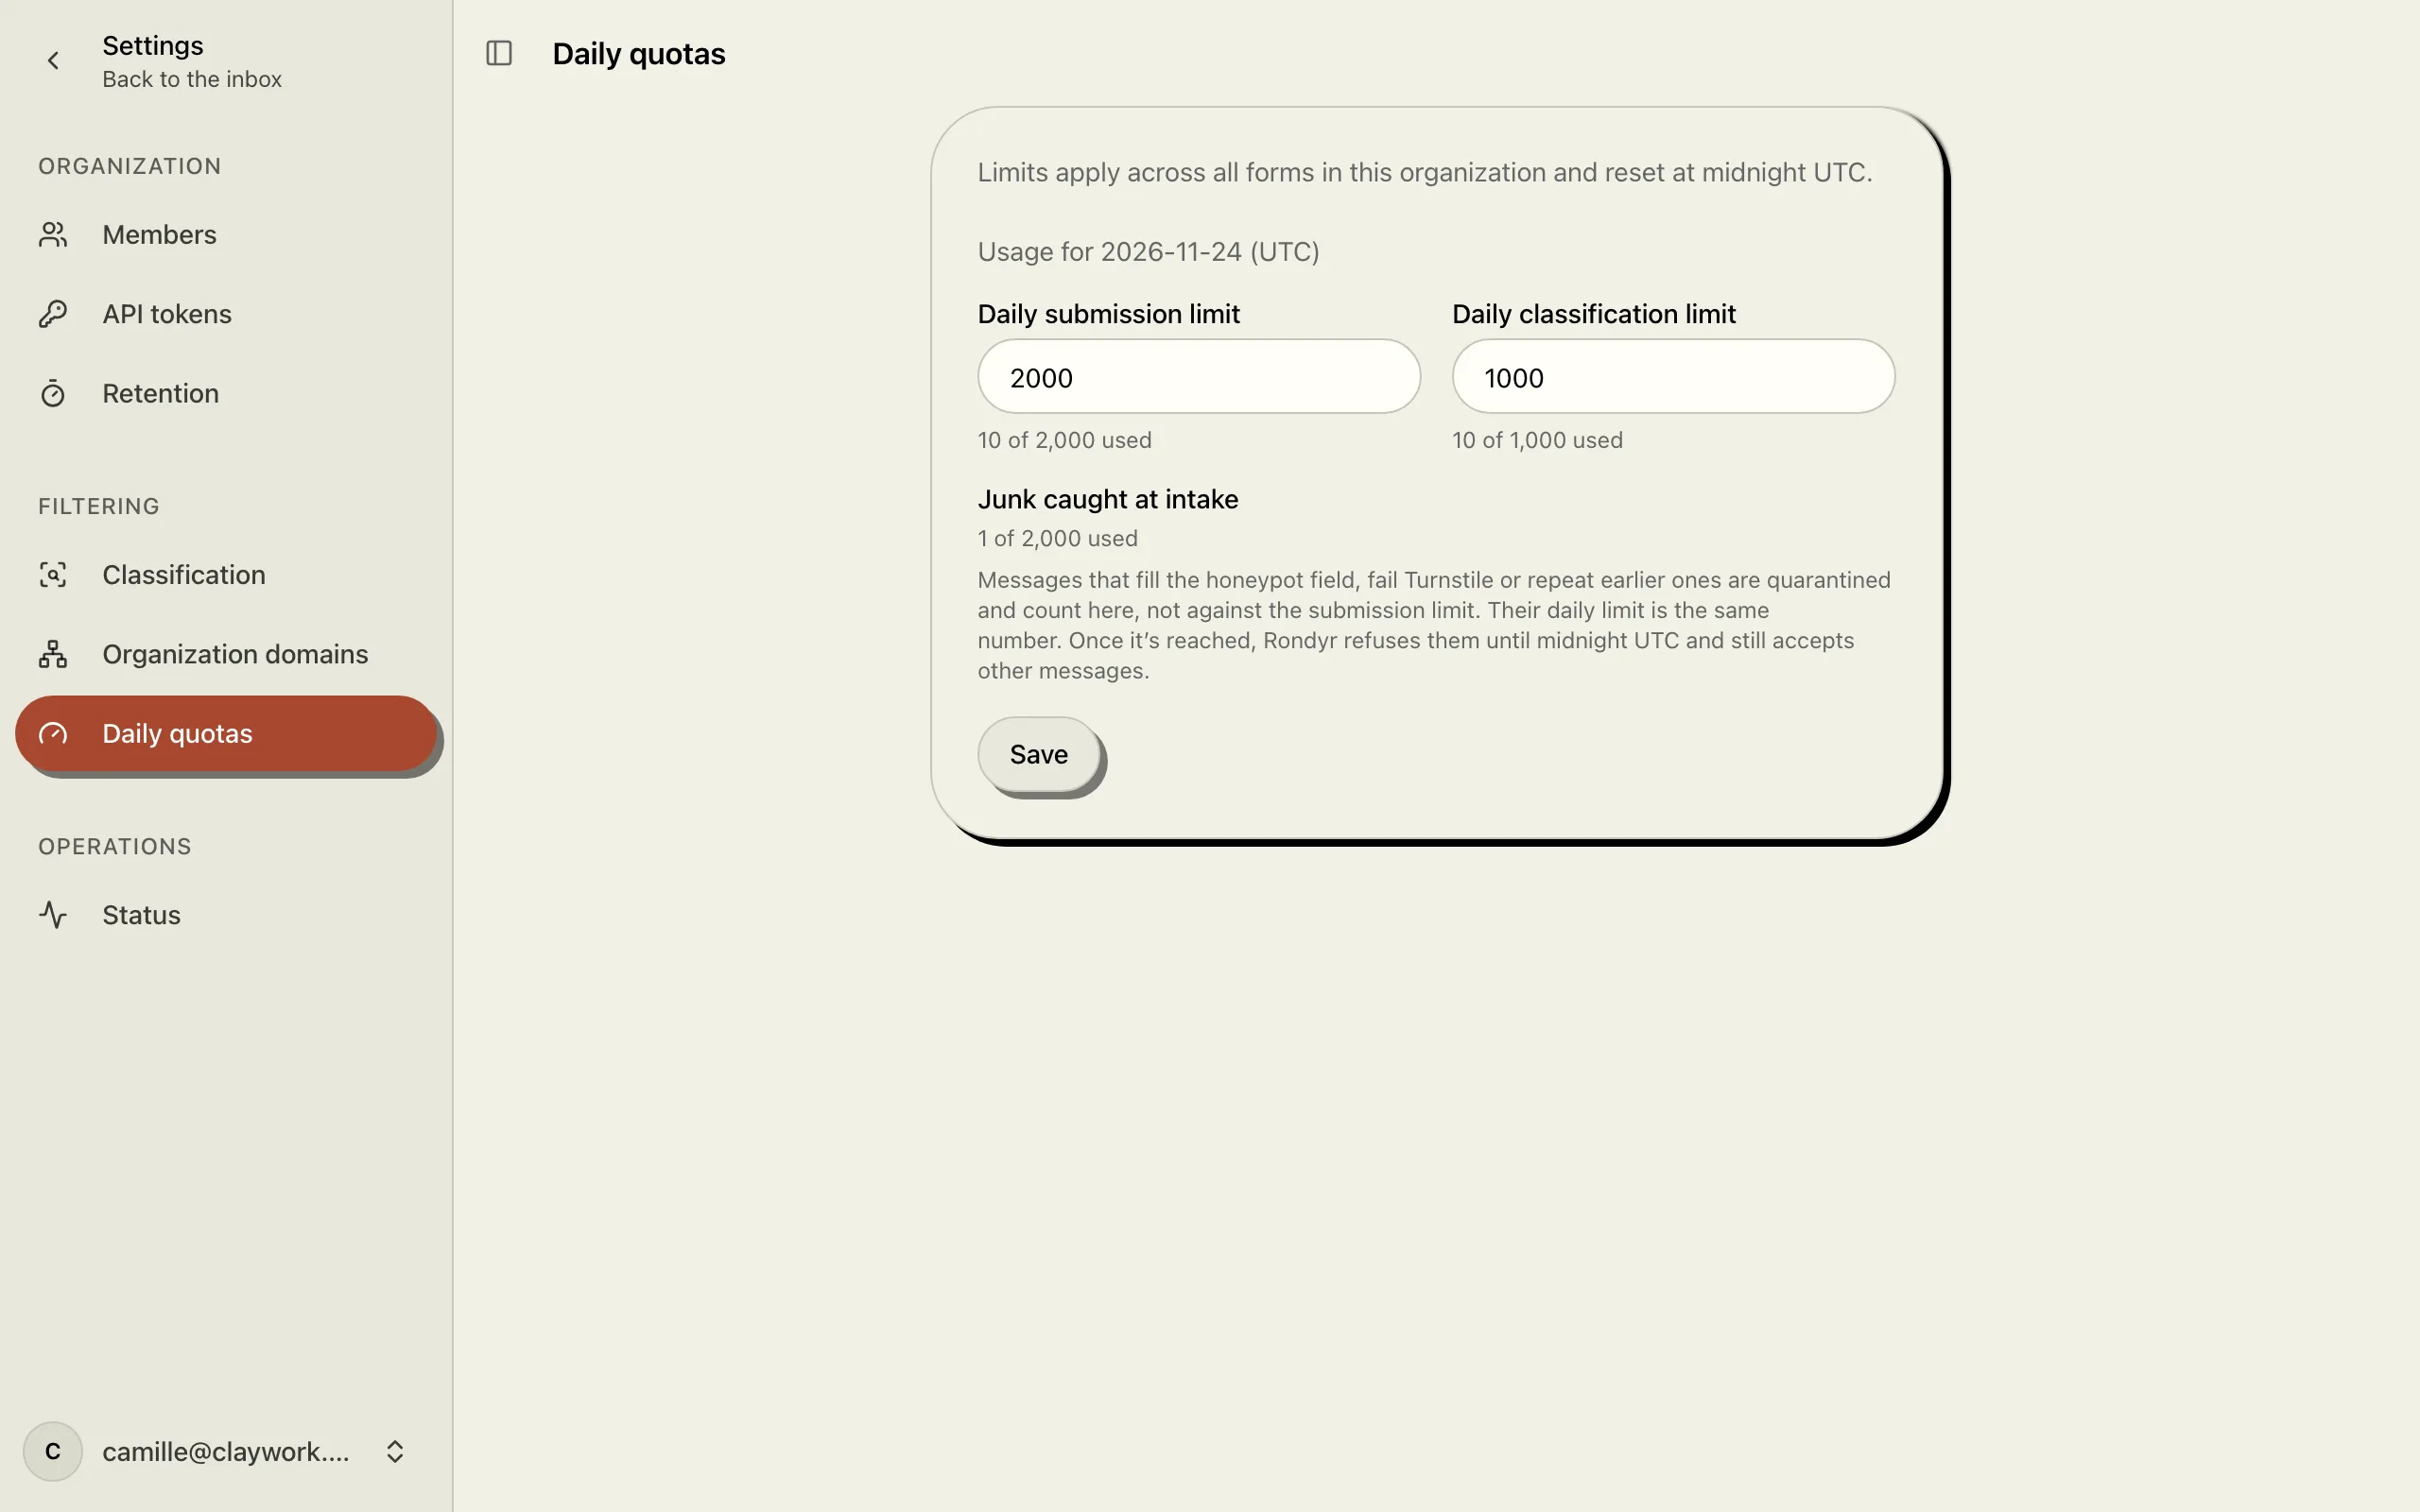 Settings
Back to the inbox
ORGANIZATION
Members
API tokens
Retention
FILTERING
Classification
Organization domains
Daily quotas
OPERATIONS
Status
C
camille@claywork....
Daily quotas
Limits apply across all forms in this organization and reset at midnight UTC.
Usage for 2026-11-24 (UTC)
Daily submission limit
2000
10 of 2,000 used
Daily classification limit
1000
10 of 1,000 used
Junk caught at intake
1 of 2,000 used
Messages that fill the honeypot field, fail Turnstile or repeat earlier ones are quarantined
and count here, not against the submission limit. Their daily limit is the same
number. Once it’s reached, Rondyr refuses them until midnight UTC and still accepts
other messages.
Save